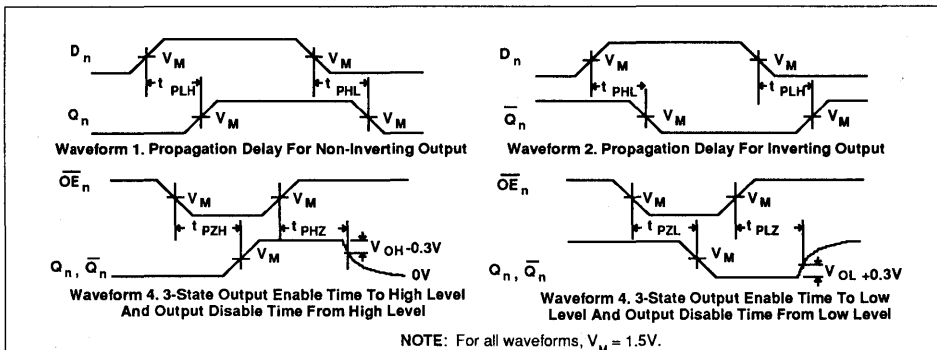 Dn VM VM
tPLH tPHL
Qn VM VM
Waveform 1. Propagation Delay For Non-Inverting Output
Dn VM VM
tPHL tPLH
Q̅n VM VM
Waveform 2. Propagation Delay For Inverting Output
O̅E̅n VM VM
tPZH tPHZ
VOH-0.3V
Qn, Q̅n VM 0V
Waveform 4. 3-State Output Enable Time To High Level
And Output Disable Time From High Level
O̅E̅n VM VM
tPZL tPLZ
Qn, Q̅n VM VOL+0.3V
Waveform 4. 3-State Output Enable Time To Low
Level And Output Disable Time From Low Level
NOTE: For all waveforms, VM = 1.5V.